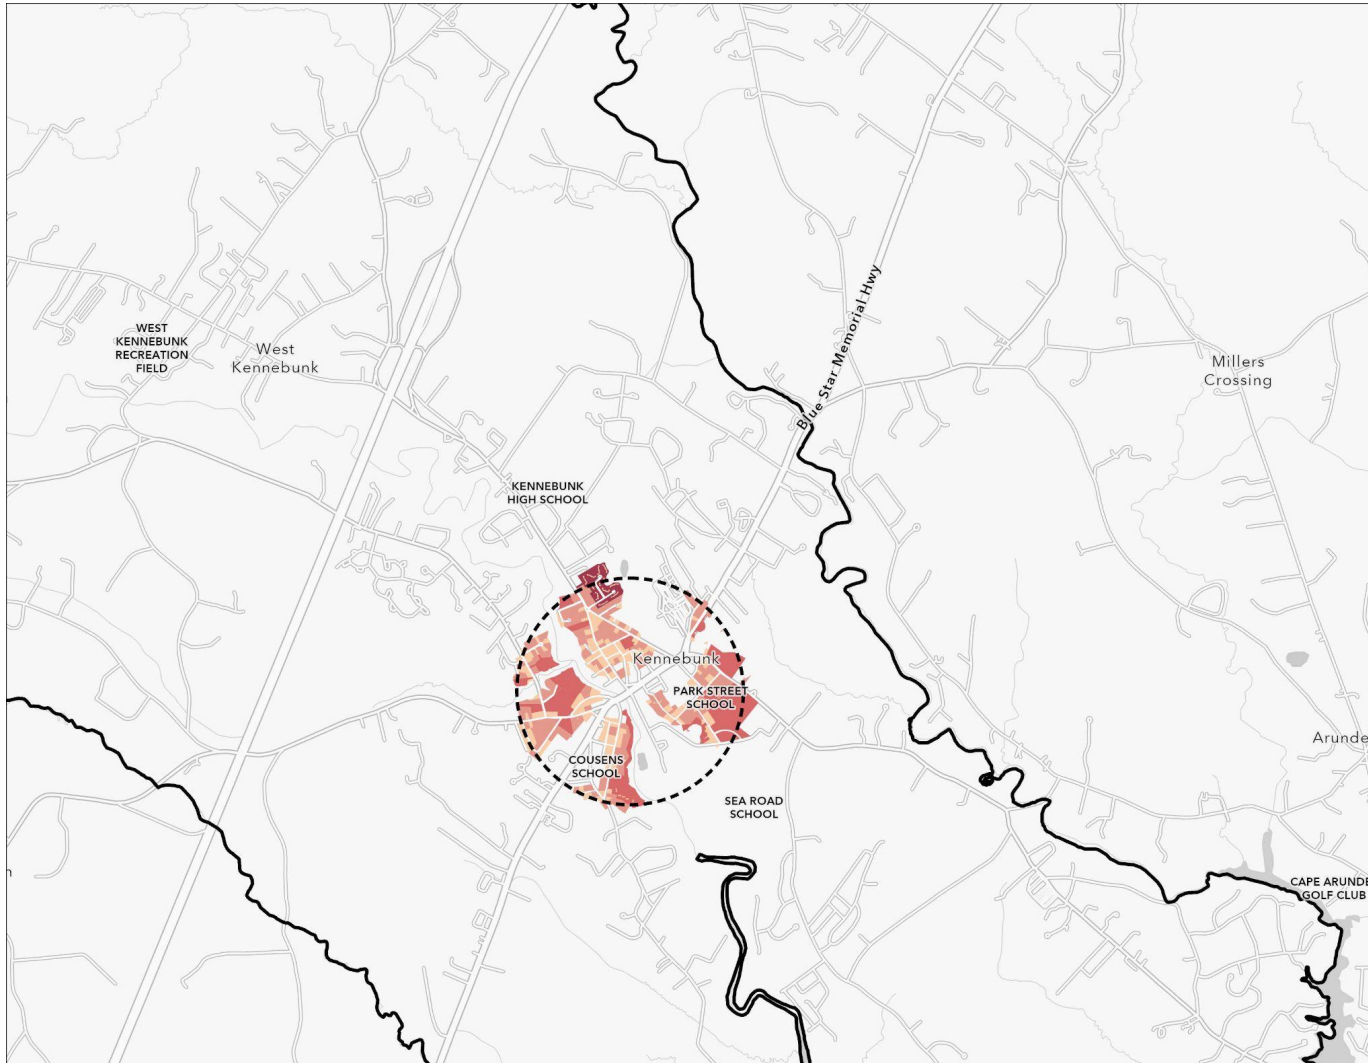 Blue Star Memorial Hwy
WEST
KENNEBUNK
RECREATION
FIELD
West
Kennebunk
Millers
Crossing
KENNEBUNK
HIGH SCHOOL
Kennebunk
PARK STREET
SCHOOL
Arunde
COUSENS
SCHOOL
SEA ROAD
SCHOOL
n
CAPE ARUNDE
GOLF CLUB